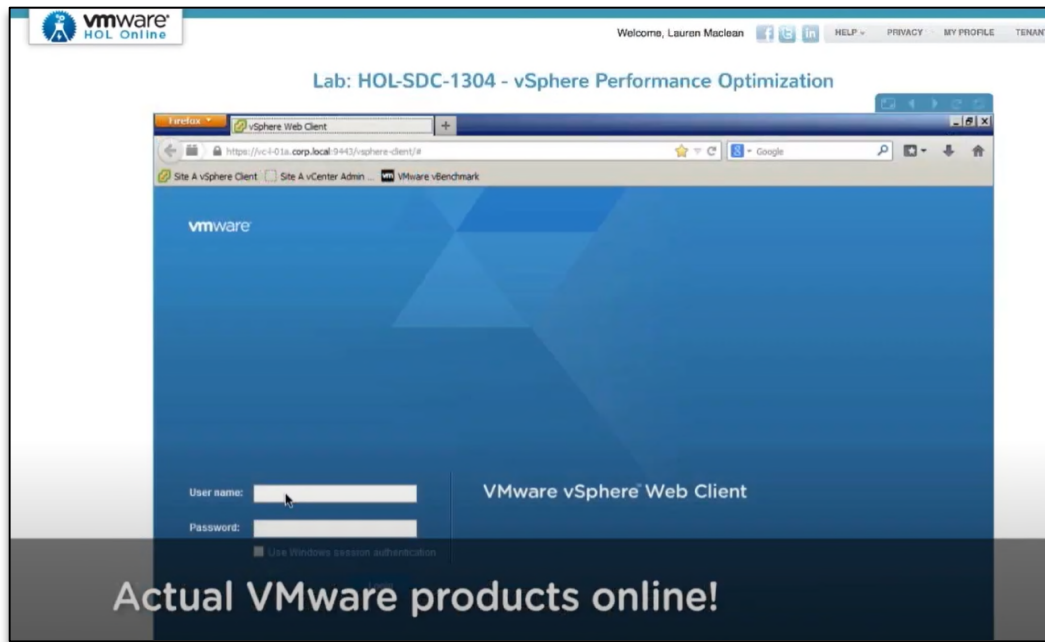 vmware®
HOL Online
Welcome, Lauren Maclean
HELP
PRIVACY
MY PROFILE
TENANT
Lab: HOL-SDC-1304 - vSphere Performance Optimization
Firefox
vSphere Web Client
https://vc-l-01a.corp.local:9443/vsphere-client/#
Google
Site A vSphere Client
Site A vCenter Admin ...
VMware vBenchmark
vmware®
User name:
VMware vSphere™ Web Client
Password:
Use Windows session authentication
Login
Actual VMware products online!